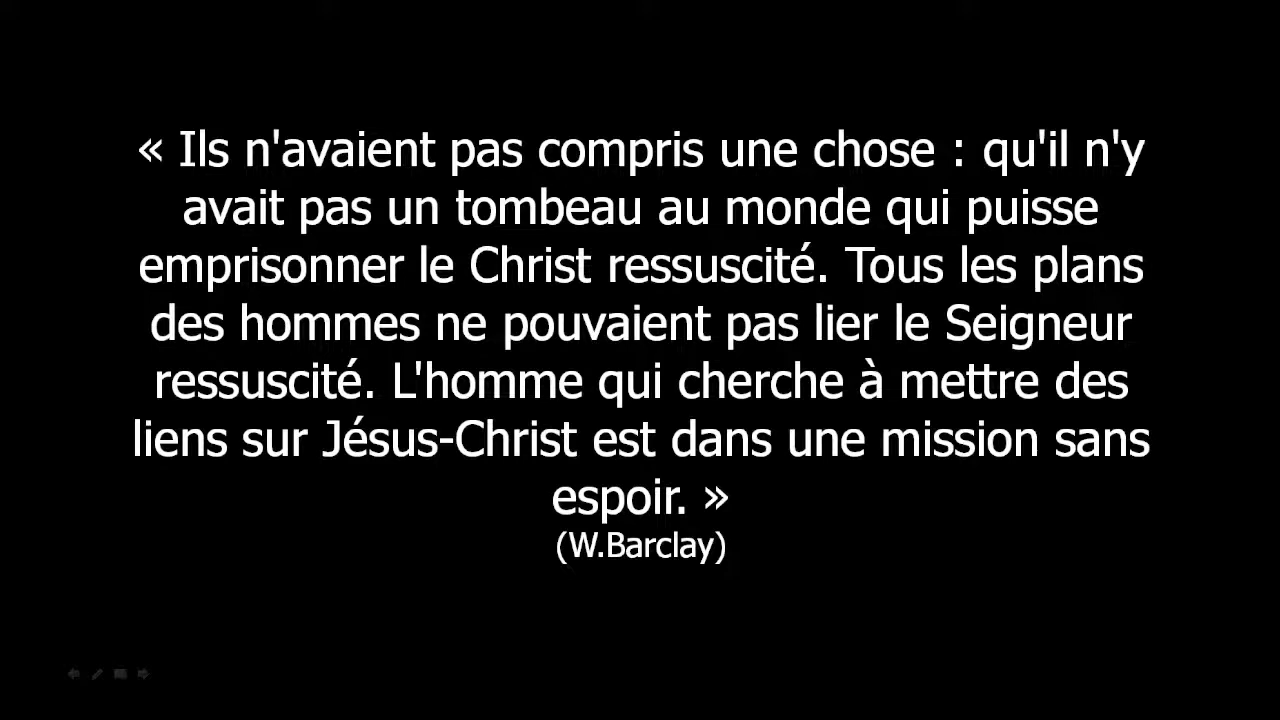 « Ils n'avaient pas compris une chose : qu'il n'y
avait pas un tombeau au monde qui puisse
emprisonner le Christ ressuscité. Tous les plans
des hommes ne pouvaient pas lier le Seigneur
ressuscité. L'homme qui cherche à mettre des
liens sur Jésus-Christ est dans une mission sans
espoir. »
(W.Barclay)